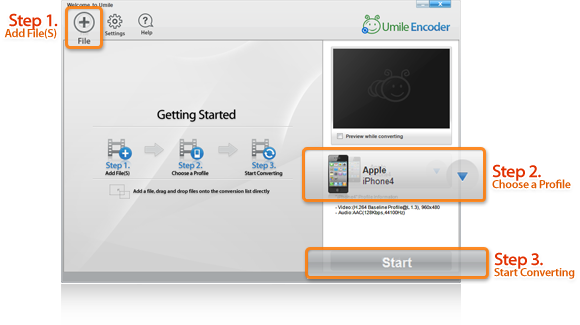 Welcome to Umile
Step 1.
Add File(S)
File
Settings
Help
Umile Encoder
Getting Started
Step 1.
Add File(S)
Step 2.
Choose a Profile
Step 3.
Start Converting
Add a file, drag and drop files onto the conversion list directly
Preview while converting
Apple
iPhone4
Step 2.
Choose a Profile
- Video(H.264 Baseline Profile@L 1.3), 960x480
- Audio AAC(128Kbps,44100Hz)
Start
Step 3.
Start Converting